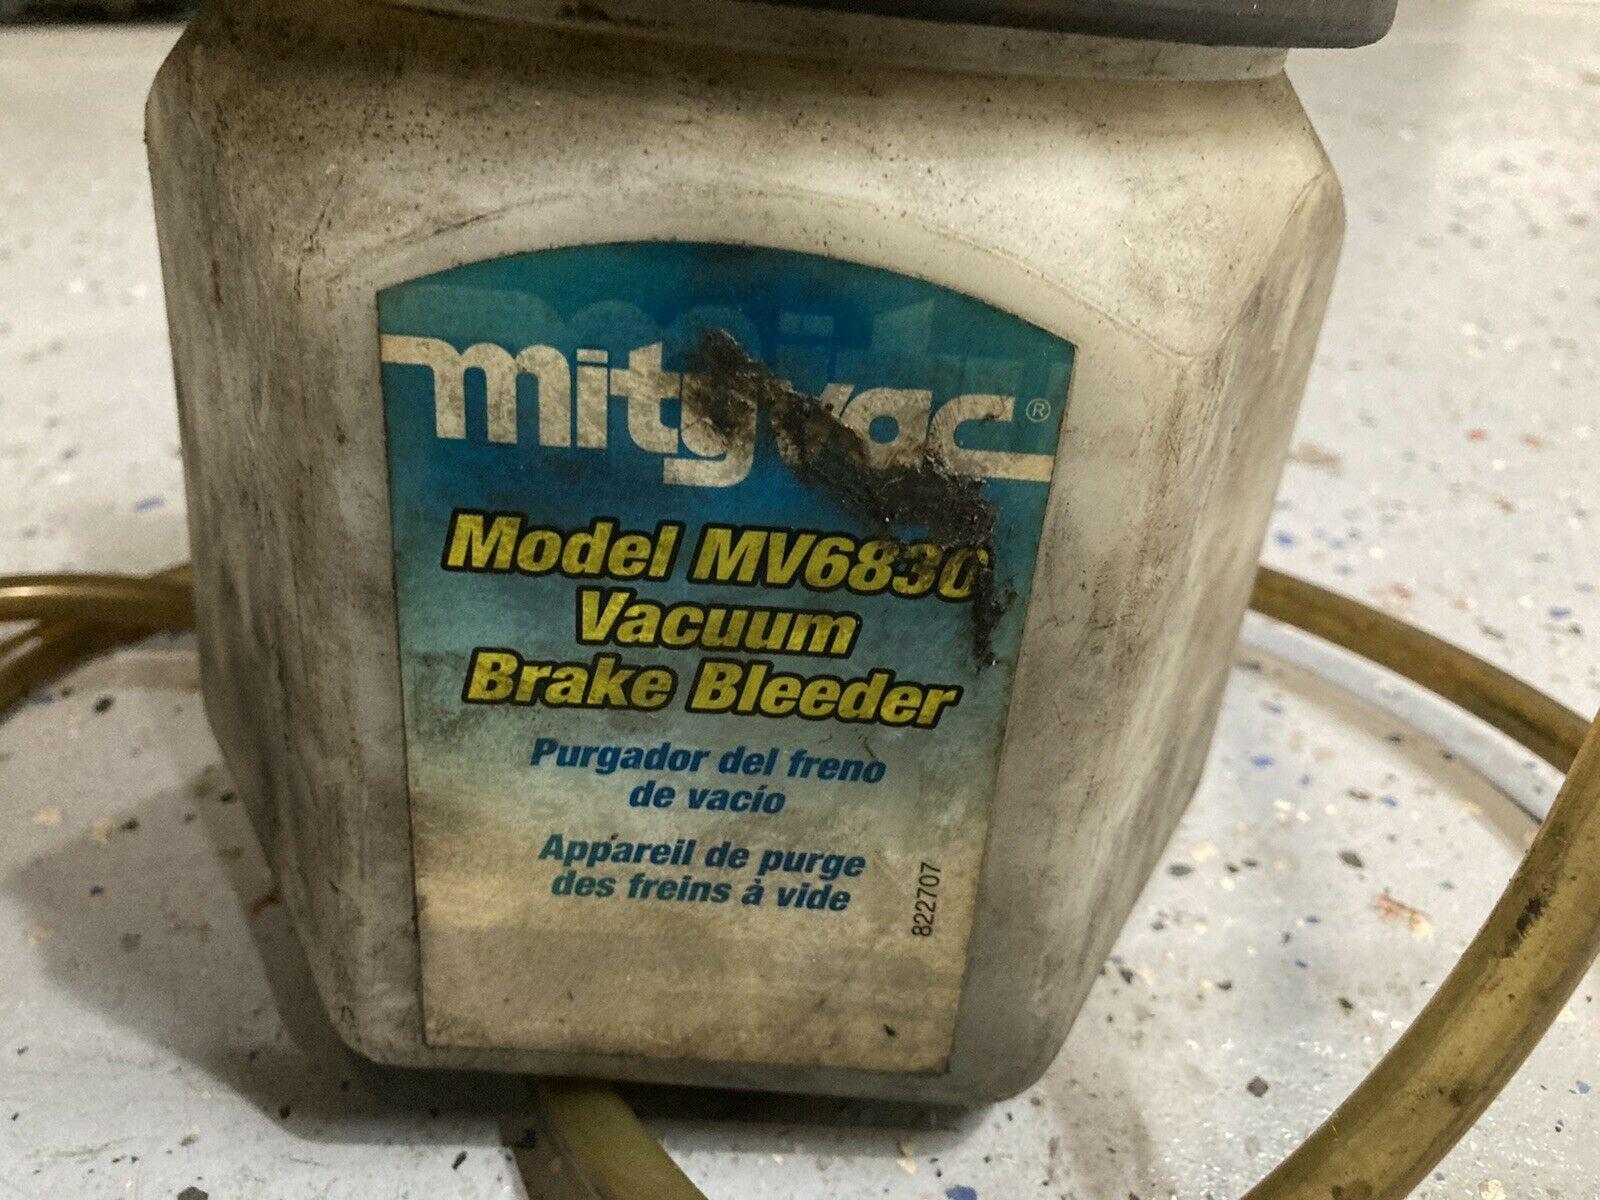 mityvac®
Model MV6830
Vacuum
Brake Bleeder
Purgador del freno
de vacío
Appareil de purge
des freins à vide
822707